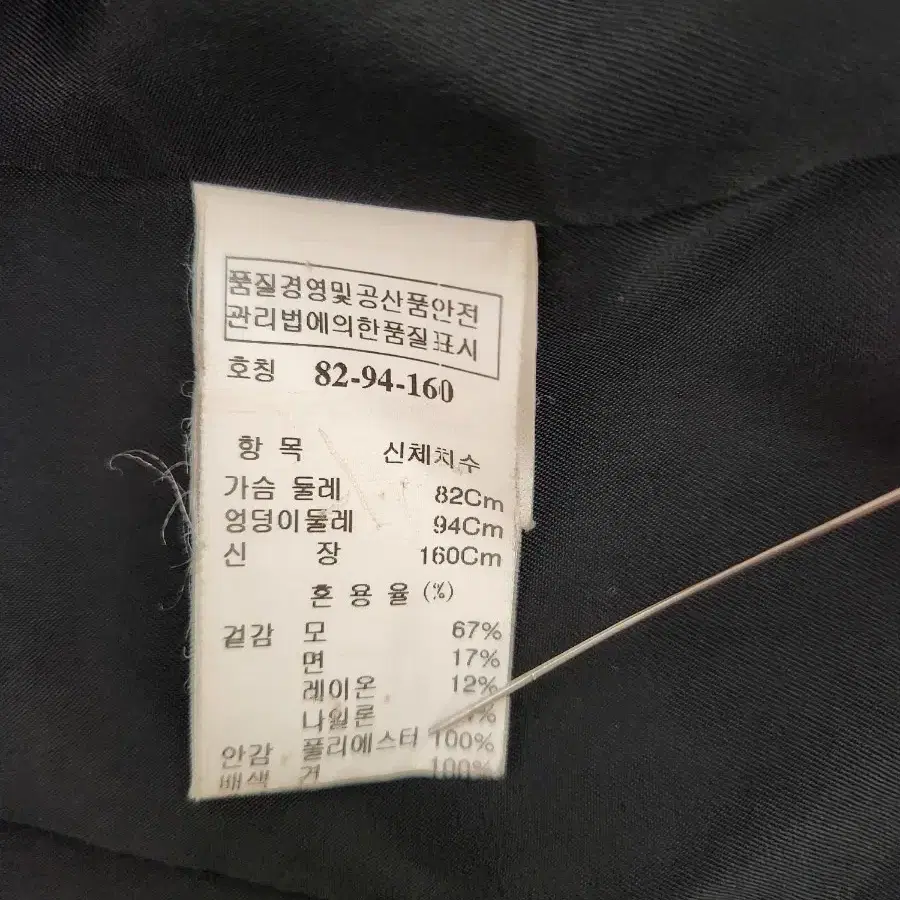 품질경영및공산품안전
관리법에의한품질표시
호칭 82-94-160
항 목 신체치수
가슴 둘레 82Cm
엉덩이둘레 94Cm
신 장 160Cm
혼 용 율 (%)
겉감 모 67%
면 17%
레이온 12%
나일론
안감 폴리에스터 100%
배색 견 100%